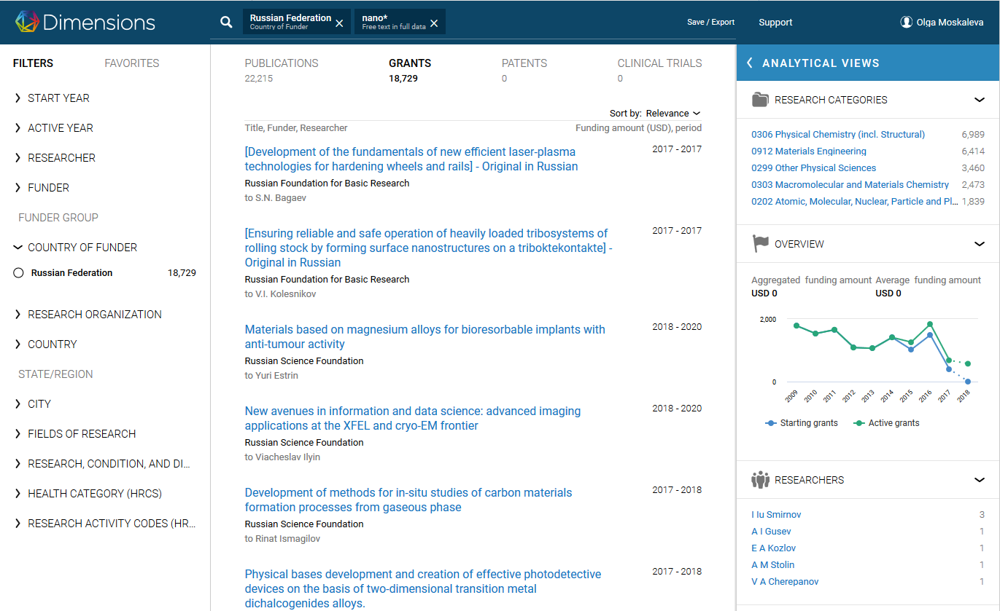 Dimensions
Russian Federation
Country of Funder
nano*
Free text in full data
Save / Export
Support
Olga Moskaleva
FILTERS
FAVORITES
START YEAR
ACTIVE YEAR
RESEARCHER
FUNDER
FUNDER GROUP
COUNTRY OF FUNDER
Russian Federation 18,729
RESEARCH ORGANIZATION
COUNTRY
STATE/REGION
CITY
FIELDS OF RESEARCH
RESEARCH, CONDITION, AND DI...
HEALTH CATEGORY (HRCS)
RESEARCH ACTIVITY CODES (HR...
PUBLICATIONS
22,215
GRANTS
18,729
PATENTS
0
CLINICAL TRIALS
0
Sort by: Relevance
Title, Funder, Researcher
Funding amount (USD), period
[Development of the fundamentals of new efficient laser-plasma
technologies for hardening wheels and rails] - Original in Russian
2017 - 2017
Russian Foundation for Basic Research
to S.N. Bagaev
[Ensuring reliable and safe operation of heavily loaded tribosystems of
rolling stock by forming surface nanostructures on a triboktekontakte] -
Original in Russian
2017 - 2017
Russian Foundation for Basic Research
to V.I. Kolesnikov
Materials based on magnesium alloys for bioresorbable implants with
anti-tumour activity
2018 - 2020
Russian Science Foundation
to Yuri Estrin
New avenues in information and data science: advanced imaging
applications at the XFEL and cryo-EM frontier
2018 - 2020
Russian Science Foundation
to Viacheslav Ilyin
Development of methods for in-situ studies of carbon materials
formation processes from gaseous phase
2017 - 2018
Russian Science Foundation
to Rinat Ismagilov
Physical bases development and creation of effective photodetective
devices on the basis of two-dimensional transition metal
dichalcogenides alloys.
2017 - 2018
ANALYTICAL VIEWS
RESEARCH CATEGORIES
0306 Physical Chemistry (incl. Structural) 6,989
0912 Materials Engineering 6,414
0299 Other Physical Sciences 3,460
0303 Macromolecular and Materials Chemistry 2,473
0202 Atomic, Molecular, Nuclear, Particle and Pl... 1,839
OVERVIEW
Aggregated funding amount
USD 0
Average funding amount
USD 0
2,000
0
2009
2010
2011
2012
2013
2014
2015
2016
2017
2018
Starting grants
Active grants
RESEARCHERS
I Iu Smirnov 3
A I Gusev 1
E A Kozlov 1
A M Stolin 1
V A Cherepanov 1